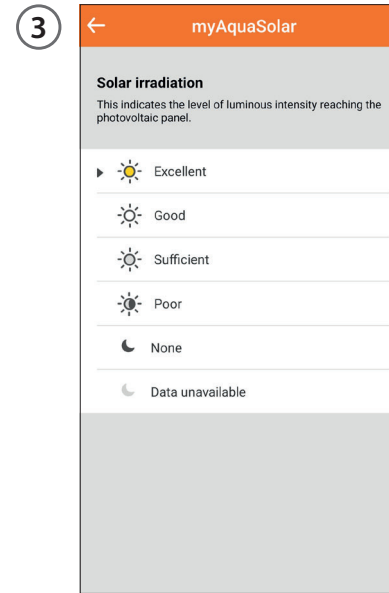 3
myAquaSolar
Solar irradiation
This indicates the level of luminous intensity reaching the
photovoltaic panel.
Excellent
Good
Sufficient
Poor
None
Data unavailable